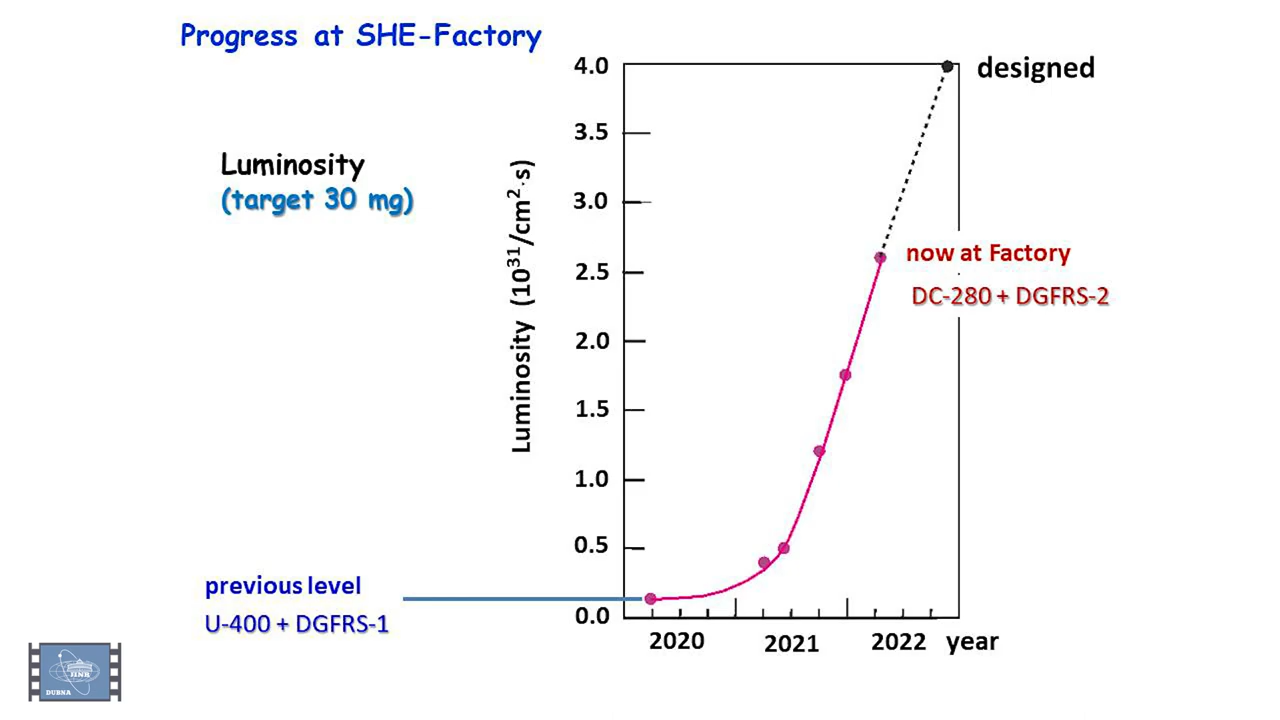 Progress at SHE-Factory
Luminosity
(target 30 mg)
Luminosity (10³¹/cm²·s)
4.0
3.5
3.0
2.5
2.0
1.5
1.0
0.5
0.0
designed
now at Factory
DC-280 + DGFRS-2
previous level
U-400 + DGFRS-1
2020
2021
2022
year
JINR
DUBNA